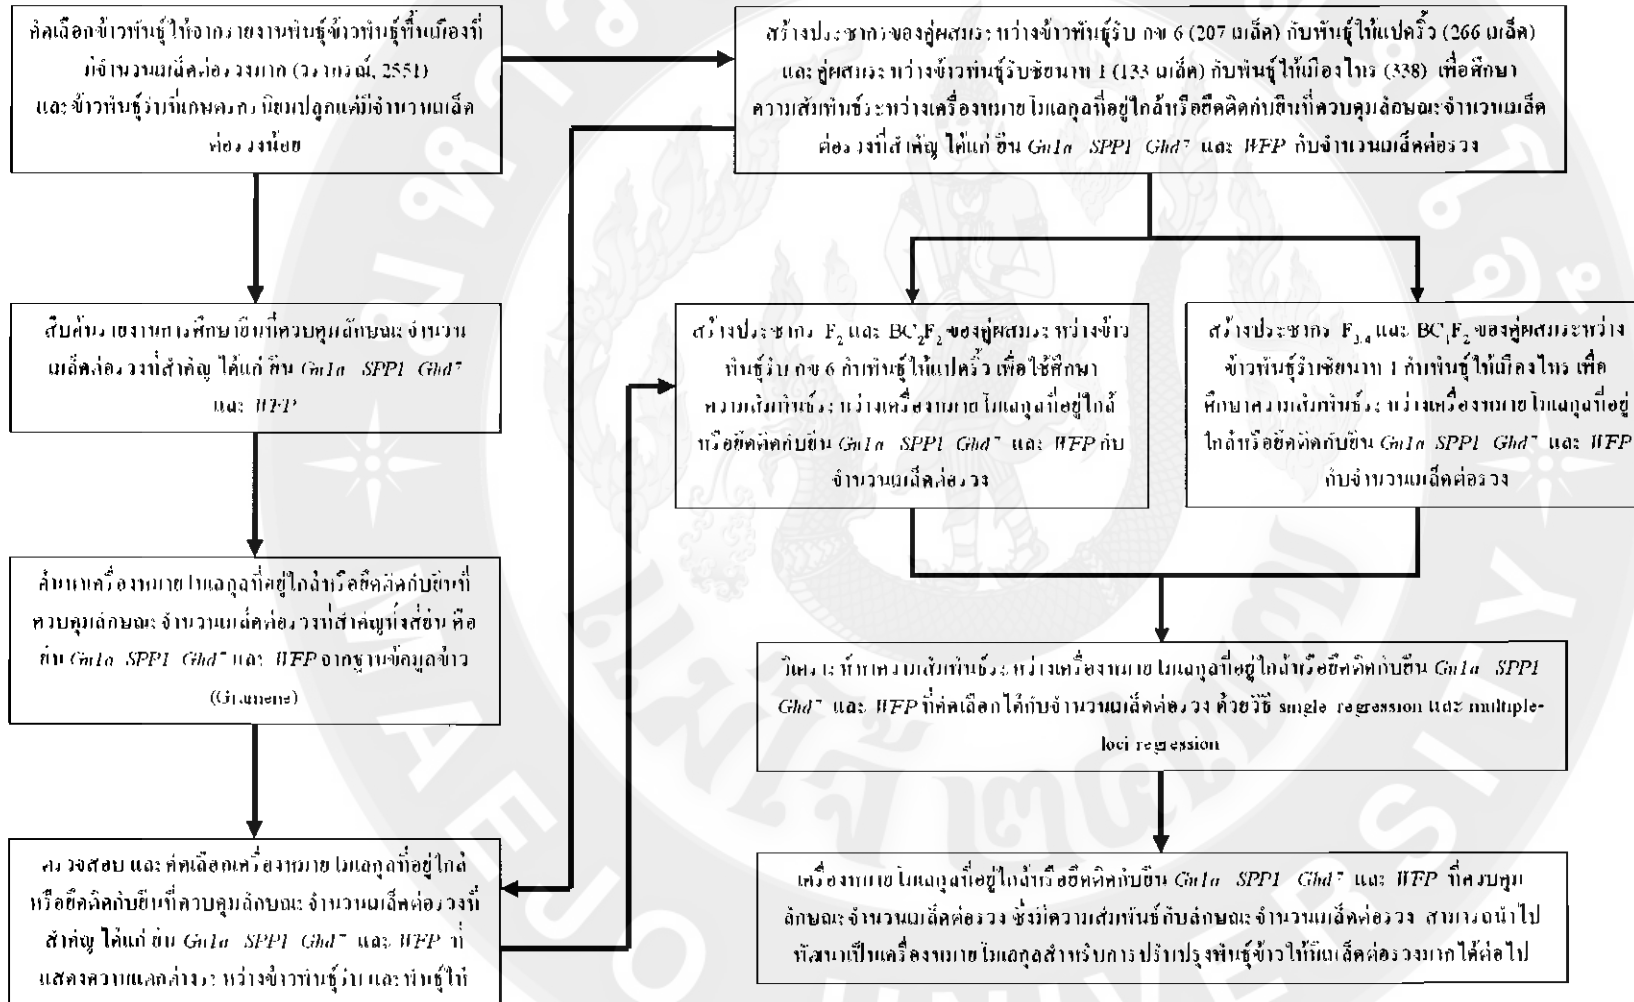 คัดเลือกข้าวพันธุ์ให้จากรายงานพันธุ์ข้าวพันธุ์พื้นเมืองที่
มีจำนวนเมล็ดต่อรวงมาก (วราภรณ์, 2551)
และข้าวพันธุ์รับที่เกษตรกรนิยมปลูกแต่มีจำนวนเมล็ด
ต่อรวงน้อย
สร้างประชากรของคู่ผสมระหว่างข้าวพันธุ์รับ กข 6 (207 เมล็ด) กับพันธุ์ให้แปดริ้ว (266 เมล็ด)
และคู่ผสมระหว่างข้าวพันธุ์รับชัยนาท 1 (133 เมล็ด) กับพันธุ์ให้เมืองไทร (338) เพื่อศึกษา
ความสัมพันธ์ระหว่างเครื่องหมายโมเลกุลที่อยู่ใกล้หรือยึดติดกับยีนที่ควบคุมลักษณะจำนวนเมล็ด
ต่อรวงที่สำคัญ ได้แก่ ยีน Gn1a SPP1 Ghd7 และ WFP กับจำนวนเมล็ดต่อรวง
สืบค้นรายงานการศึกษายีนที่ควบคุมลักษณะจำนวน
เมล็ดต่อรวงที่สำคัญ ได้แก่ ยีน Gn1a SPP1 Ghd7
และ WFP
สร้างประชากร F2 และ BC2F2 ของคู่ผสมระหว่างข้าว
พันธุ์รับ กข 6 กับพันธุ์ให้แปดริ้ว เพื่อใช้ศึกษา
ความสัมพันธ์ระหว่างเครื่องหมายโมเลกุลที่อยู่ใกล้
หรือยึดติดกับยีน Gn1a SPP1 Ghd7 และ WFP กับ
จำนวนเมล็ดต่อรวง
สร้างประชากร F3:4 และ BC1F2 ของคู่ผสมระหว่าง
ข้าวพันธุ์รับชัยนาท 1 กับพันธุ์ให้เมืองไทร เพื่อ
ศึกษาความสัมพันธ์ระหว่างเครื่องหมายโมเลกุลที่อยู่
ใกล้หรือยึดติดกับยีน Gn1a SPP1 Ghd7 และ WFP
กับจำนวนเมล็ดต่อรวง
ค้นหาเครื่องหมายโมเลกุลที่อยู่ใกล้หรือยึดติดกับยีนที่
ควบคุมลักษณะจำนวนเมล็ดต่อรวงที่สำคัญทั้งสี่ยีน คือ
ยีน Gn1a SPP1 Ghd7 และ WFP จากฐานข้อมูลข้าว
(Gramene)
วิเคราะห์หาความสัมพันธ์ระหว่างเครื่องหมายโมเลกุลที่อยู่ใกล้หรือยึดติดกับยีน Gn1a SPP1
Ghd7 และ WFP ที่คัดเลือกได้กับจำนวนเมล็ดต่อรวง ด้วยวิธี single regression และ multiple-
loci regression
ตรวจสอบ และคัดเลือกเครื่องหมายโมเลกุลที่อยู่ใกล้
หรือยึดติดกับยีนที่ควบคุมลักษณะจำนวนเมล็ดต่อรวงที่
สำคัญ ได้แก่ ยีน Gn1a SPP1 Ghd7 และ WFP ที่
แสดงความแตกต่างระหว่างข้าวพันธุ์รับ และพันธุ์ให้
เครื่องหมายโมเลกุลที่อยู่ใกล้หรือยึดติดกับยีน Gn1a SPP1 Ghd7 และ WFP ที่ควบคุม
ลักษณะจำนวนเมล็ดต่อรวง ซึ่งมีความสัมพันธ์กับลักษณะจำนวนเมล็ดต่อรวง สามารถนำไป
พัฒนาเป็นเครื่องหมายโมเลกุลสำหรับการปรับปรุงพันธุ์ข้าวให้มีเมล็ดต่อรวงมากได้ต่อไป
MAEJO UNIVERSITY